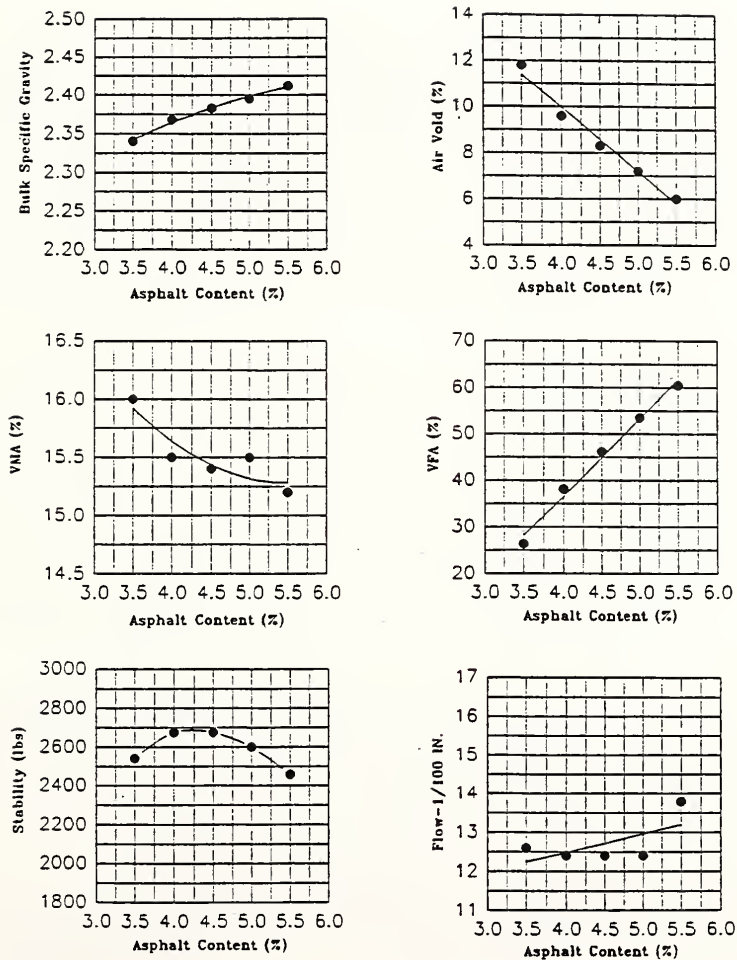 Bulk Specific Gravity
2.50
2.45
2.40
2.35
2.30
2.25
2.20
3.0 3.5 4.0 4.5 5.0 5.5 6.0
Asphalt Content (%)
Air Void (%)
14
12
10
8
6
4
3.0 3.5 4.0 4.5 5.0 5.5 6.0
Asphalt Content (%)
VMA (%)
16.5
16.0
15.5
15.0
14.5
3.0 3.5 4.0 4.5 5.0 5.5 6.0
Asphalt Content (%)
VFA (%)
70
60
50
40
30
20
3.0 3.5 4.0 4.5 5.0 5.5 6.0
Asphalt Content (%)
Stability (lbs)
3000
2800
2600
2400
2200
2000
1800
3.0 3.5 4.0 4.5 5.0 5.5 6.0
Asphalt Content (%)
Flow-1/100 IN.
17
16
15
14
13
12
11
3.0 3.5 4.0 4.5 5.0 5.5 6.0
Asphalt Content (%)